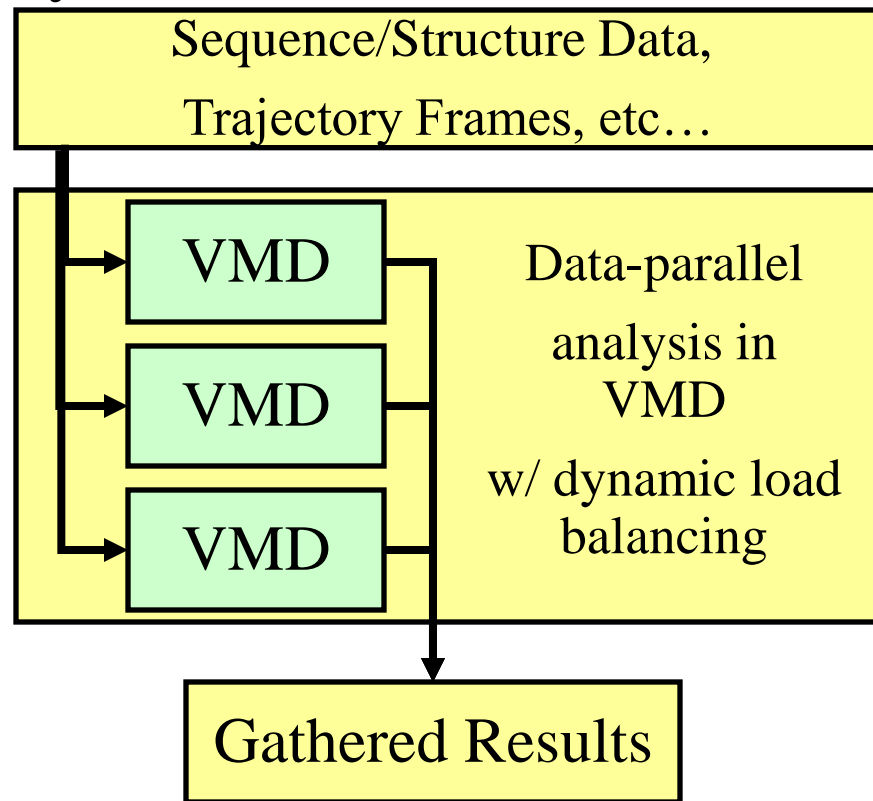 Sequence/Structure Data,
Trajectory Frames, etc…
VMD
VMD
VMD
Data-parallel
analysis in
VMD
w/ dynamic load
balancing
Gathered Results